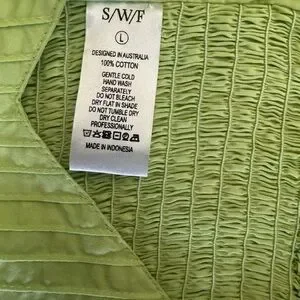 S/W/F
L
DESIGNED IN AUSTRALIA
100% COTTON
GENTLE COLD
HAND WASH
SEPARATELY
DO NOT BLEACH
DRY FLAT IN SHADE
DO NOT TUMBLE DRY
DRY CLEAN
PROFESSIONALLY
MADE IN INDONESIA